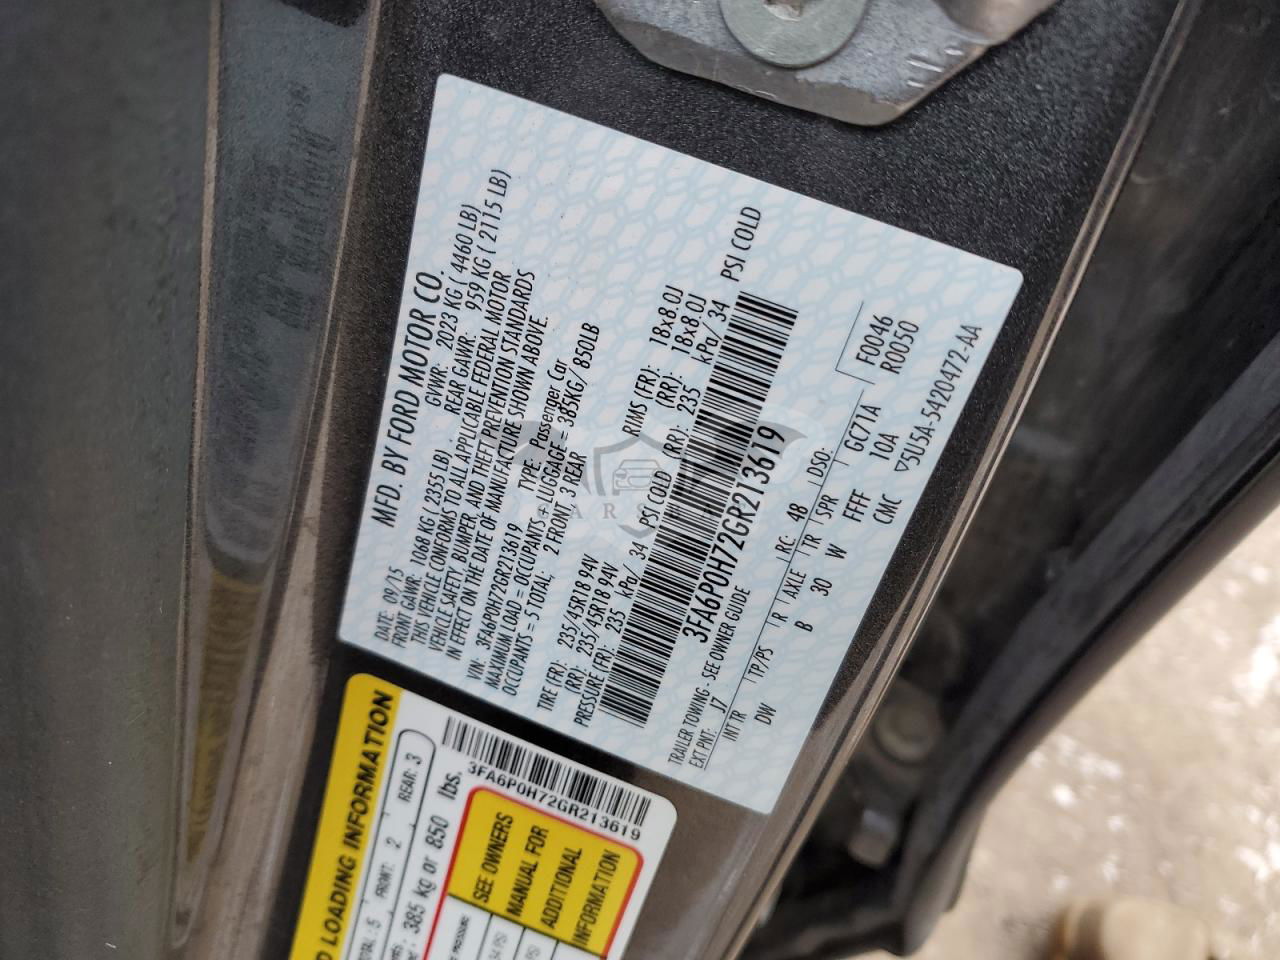 MFD. BY FORD MOTOR CO.
09/15 GVWR: 2023 KG ( 4460 LB)
FRONT GAWR: 1068 KG ( 2355 LB) REAR GAWR: 959 KG ( 2115 LB)
THIS VEHICLE CONFORMS TO ALL APPLICABLE FEDERAL MOTOR
VEHICLE SAFETY, BUMPER, AND THEFT PREVENTION STANDARDS
IN EFFECT ON THE DATE OF MANUFACTURE SHOWN ABOVE.
VIN: 3FA6P0H72GR213619 TYPE: Passenger Car
MAXIMUM LOAD = OCCUPANTS + LUGGAGE = 385KG/850LB
OCCUPANTS = 5 TOTAL, 2 FRON 3 REAR
TIRE (FR): 235/45R18 94V RIMS (FR): 18x8.0J
(RR): 235/45R18 94V (RR): 18x8.0J
PRESSURE (FR): 235 kPa/ 34 PSI COLD (RR): 235 kPa/ 34 PSI COLD
3FA6P0H72GR213619
TRAILER TOWING - SEE OWNER GUIDE
EXT PNT: J7 RC: 48 DSO: F0046
R0050
INT TR TP/PS R AXLE TR SPR GC71A
DW B 30 W FFFF 10A
CMC ▽5U5A-5420472-AA
LOADING INFORMATION
5 FRONT: 2 REAR: 3
385 kg or 850 lbs.
3FA6P0H72GR213619
SEE OWNERS
MANUAL FOR
ADDITIONAL
INFORMATION
PSI